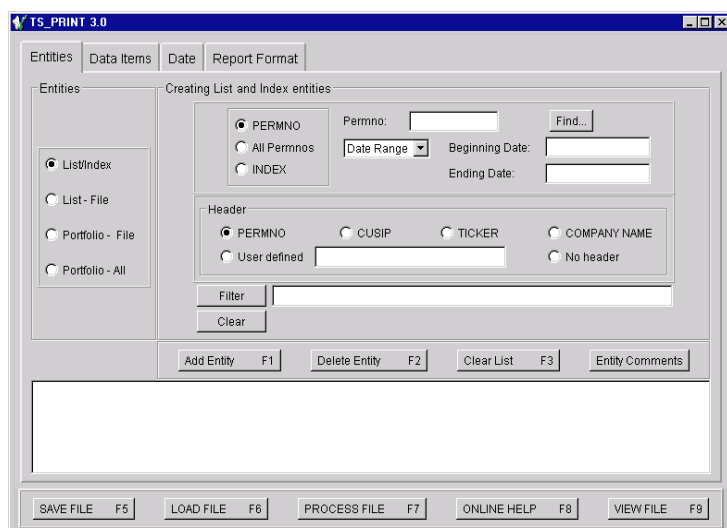 TS_PRINT 3.0
Entities Data Items Date Report Format
Entities
Creating List and Index entities
PERMNO
All Permnos
INDEX
Permno:
Find...
Date Range
Beginning Date:
Ending Date:
List/Index
List - File
Portfolio - File
Portfolio - All
Header
PERMNO CUSIP TICKER COMPANY NAME
User defined No header
Filter
Clear
Add Entity F1 Delete Entity F2 Clear List F3 Entity Comments
SAVE FILE F5 LOAD FILE F6 PROCESS FILE F7 ONLINE HELP F8 VIEW FILE F9